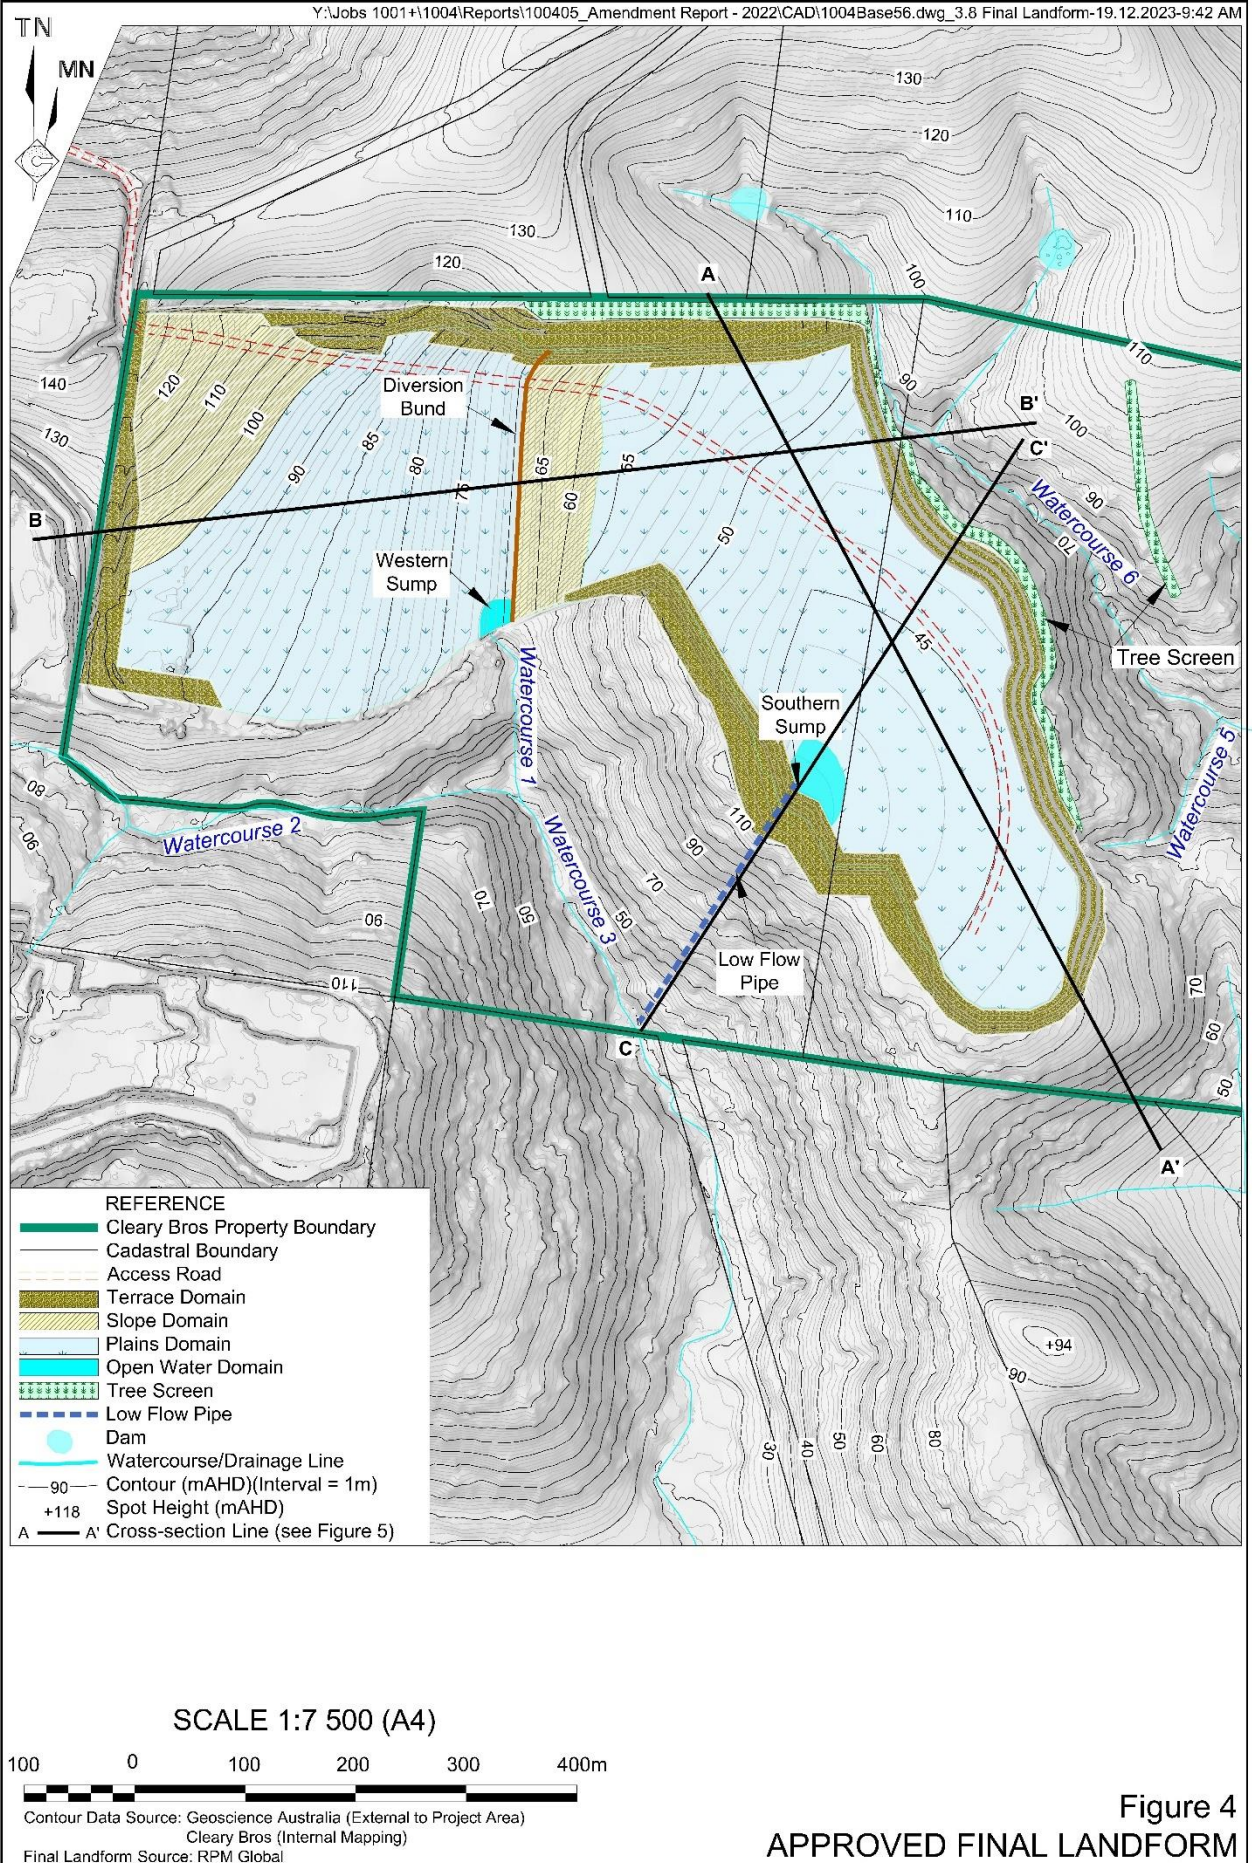 Y:\Jobs 1001+\1004\Reports\100405_Amendment Report - 2022\CAD\1004Base56.dwg_3.8 Final Landform-19.12.2023-9:42 AM
TN
MN
130
120
110
130
100
120
A
110
140
120
110
100
90
Diversion
Bund
B'
100
C'
130
85
90
80
75
65
55
60
50
90
B
Watercourse 6
70
Western
Sump
45
Tree Screen
Watercourse 1
Southern
Sump
Watercourse 5
80
90
Watercourse 2
110
90
Watercourse 3
70
70
50
50
90
110
Low Flow
Pipe
70
60
50
C
A'
REFERENCE
Cleary Bros Property Boundary
Cadastral Boundary
Access Road
Terrace Domain
Slope Domain
Plains Domain
Open Water Domain
Tree Screen
Low Flow Pipe
Dam
Watercourse/Drainage Line
90 Contour (mAHD)(Interval = 1m)
+118 Spot Height (mAHD)
A A' Cross-section Line (see Figure 5)
+94
90
30
40
50
60
80
SCALE 1:7 500 (A4)
100 0 100 200 300 400m
Contour Data Source: Geoscience Australia (External to Project Area)
Cleary Bros (Internal Mapping)
Final Landform Source: RPM Global
Figure 4
APPROVED FINAL LANDFORM